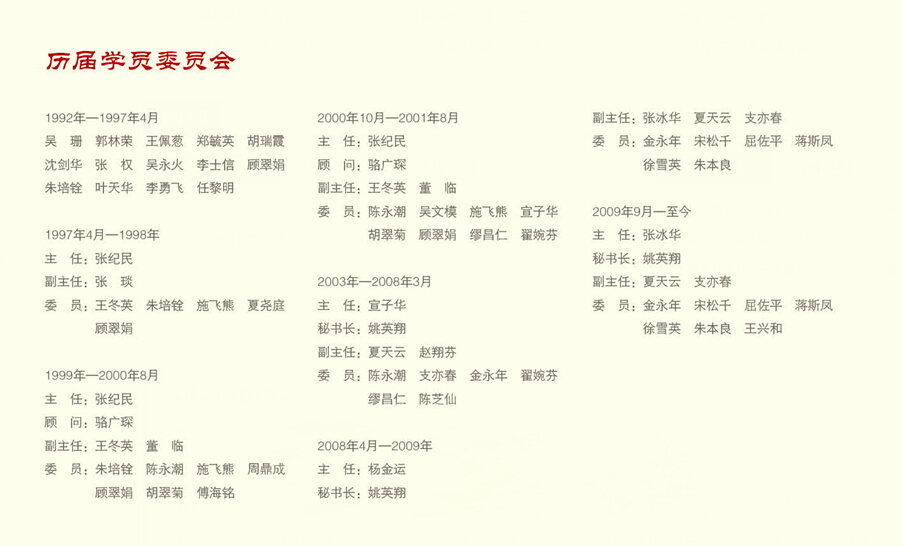 历届学员委员会
1992年—1997年4月
吴　珊　郭林荣　王佩葱　郑毓英　胡瑞霞
沈剑华　张　权　吴永火　李士信　顾翠娟
朱培铨　叶天华　李勇飞　任黎明
1997年4月—1998年
主　任：张纪民
副主任：张　琰
委　员：王冬英　朱培铨　施飞熊　夏尧庭
顾翠娟
1999年—2000年8月
主　任：张纪民
顾　问：骆广琛
副主任：王冬英　董　临
委　员：朱培铨　陈永潮　施飞熊　周鼎成
顾翠娟　胡翠菊　傅海铭
2000年10月—2001年8月
主　任：张纪民
顾　问：骆广琛
副主任：王冬英　董　临
委　员：陈永潮　吴文模　施飞熊　宣子华
胡翠菊　顾翠娟　缪昌仁　翟婉芬
2003年—2008年3月
主　任：宣子华
秘书长：姚英翔
副主任：夏天云　赵翔芬
委　员：陈永潮　支亦春　金永年　翟婉芬
缪昌仁　陈芝仙
2008年4月—2009年
主　任：杨金运
秘书长：姚英翔
副主任：张冰华　夏天云　支亦春
委　员：金永年　宋松千　屈佐平　蒋斯凤
徐雪英　朱本良
2009年9月—至今
主　任：张冰华
秘书长：姚英翔
副主任：夏天云　支亦春
委　员：金永年　宋松千　屈佐平　蒋斯凤
徐雪英　朱本良　王兴和